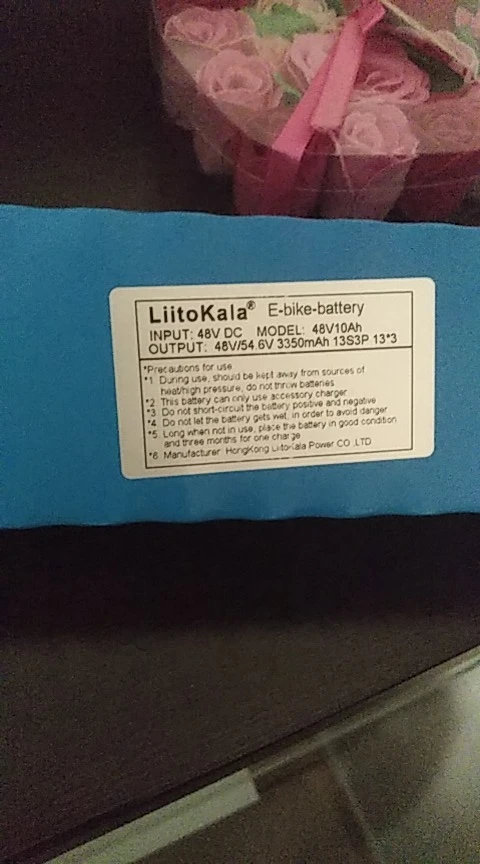 LiitoKala® E-bike-battery
INPUT: 48V DC MODEL: 48V10Ah
OUTPUT: 48V/54.6V 3350mAh 13S3P 13*3
*Precautions for use
*1 During use, should be kept away from sources of
heat/high pressure, do not throw batteries
*2 This battery can only use accessory charger
*3 Do not short-circuit the battery positive and negative
*4 Do not let the battery gets wet, in order to avoid danger
*5 Long when not in use, place the battery in good condition
and three months for one charge
*6 Manufacturer HongKong LiitoKala Power CO .,LTD